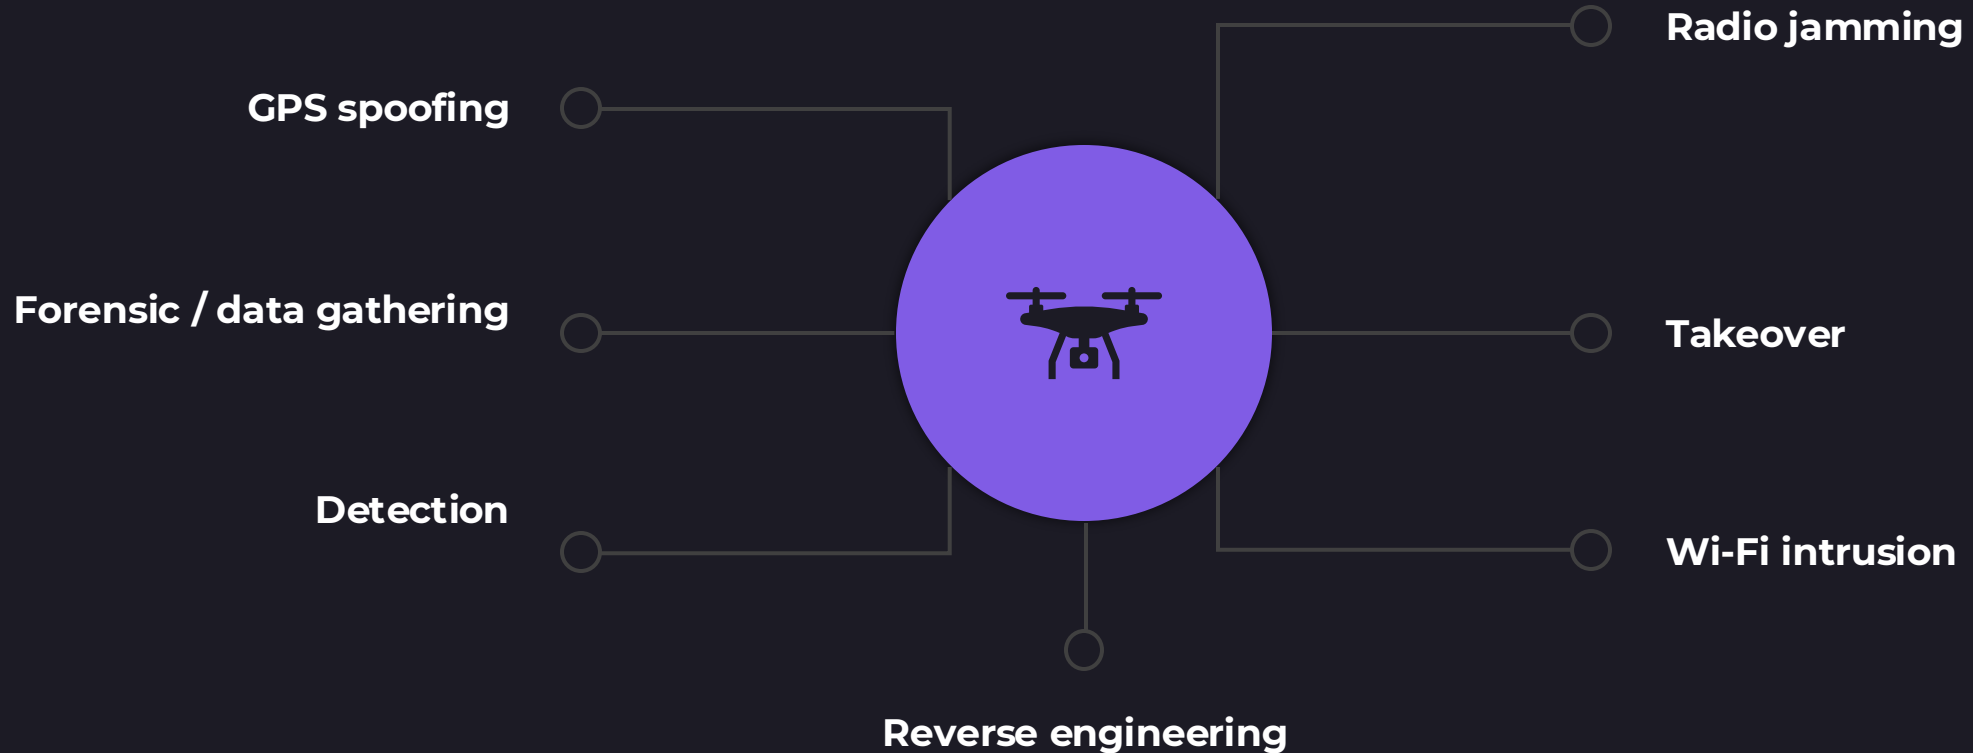 Radio jamming
GPS spoofing
Forensic / data gathering
Takeover
Detection
Wi-Fi intrusion
Reverse engineering